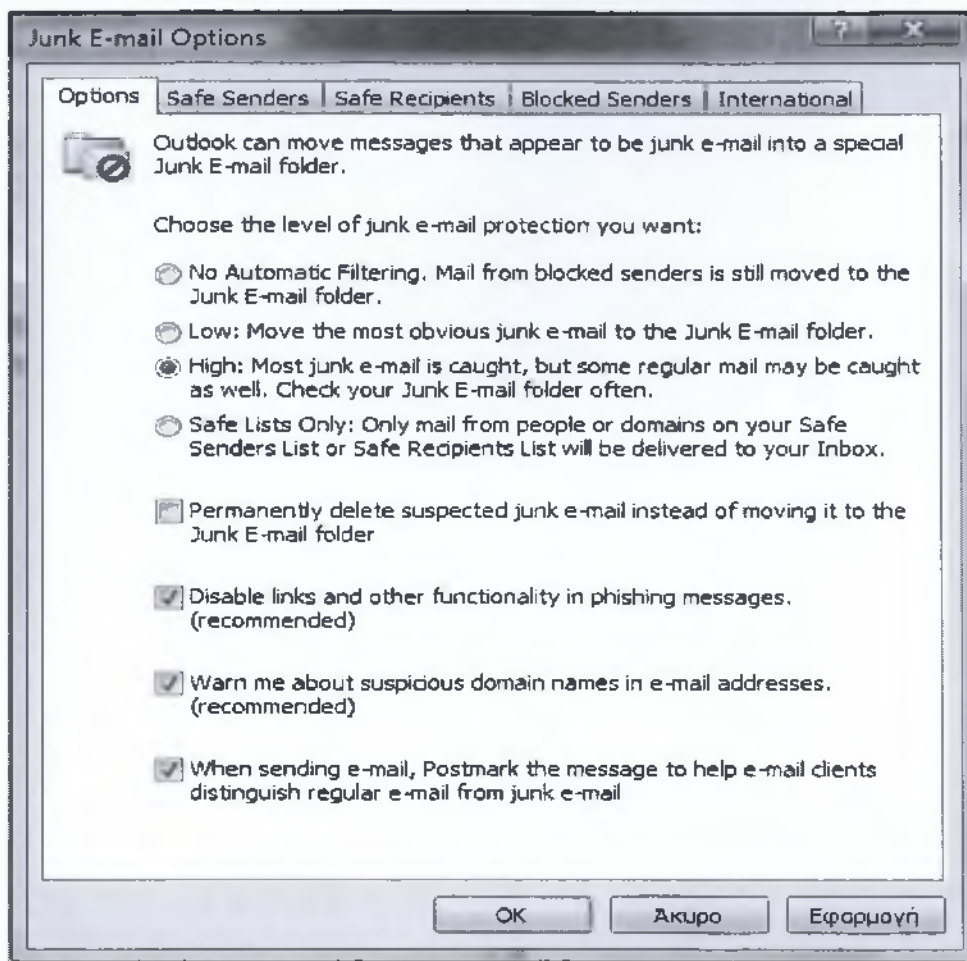 Junk E-mail Options
Options Safe Senders Safe Recipients Blocked Senders International
Outlook can move messages that appear to be junk e-mail into a special
Junk E-mail folder.
Choose the level of junk e-mail protection you want:
No Automatic Filtering. Mail from blocked senders is still moved to the
Junk E-mail folder.
Low: Move the most obvious junk e-mail to the Junk E-mail folder.
High: Most junk e-mail is caught, but some regular mail may be caught
as well. Check your Junk E-mail folder often.
Safe Lists Only: Only mail from people or domains on your Safe
Senders List or Safe Recipients List will be delivered to your Inbox.
Permanently delete suspected junk e-mail instead of moving it to the
Junk E-mail folder
Disable links and other functionality in phishing messages.
(recommended)
Warn me about suspicious domain names in e-mail addresses.
(recommended)
When sending e-mail, Postmark the message to help e-mail clients
distinguish regular e-mail from junk e-mail
OK Άκυρο Εφαρμογή